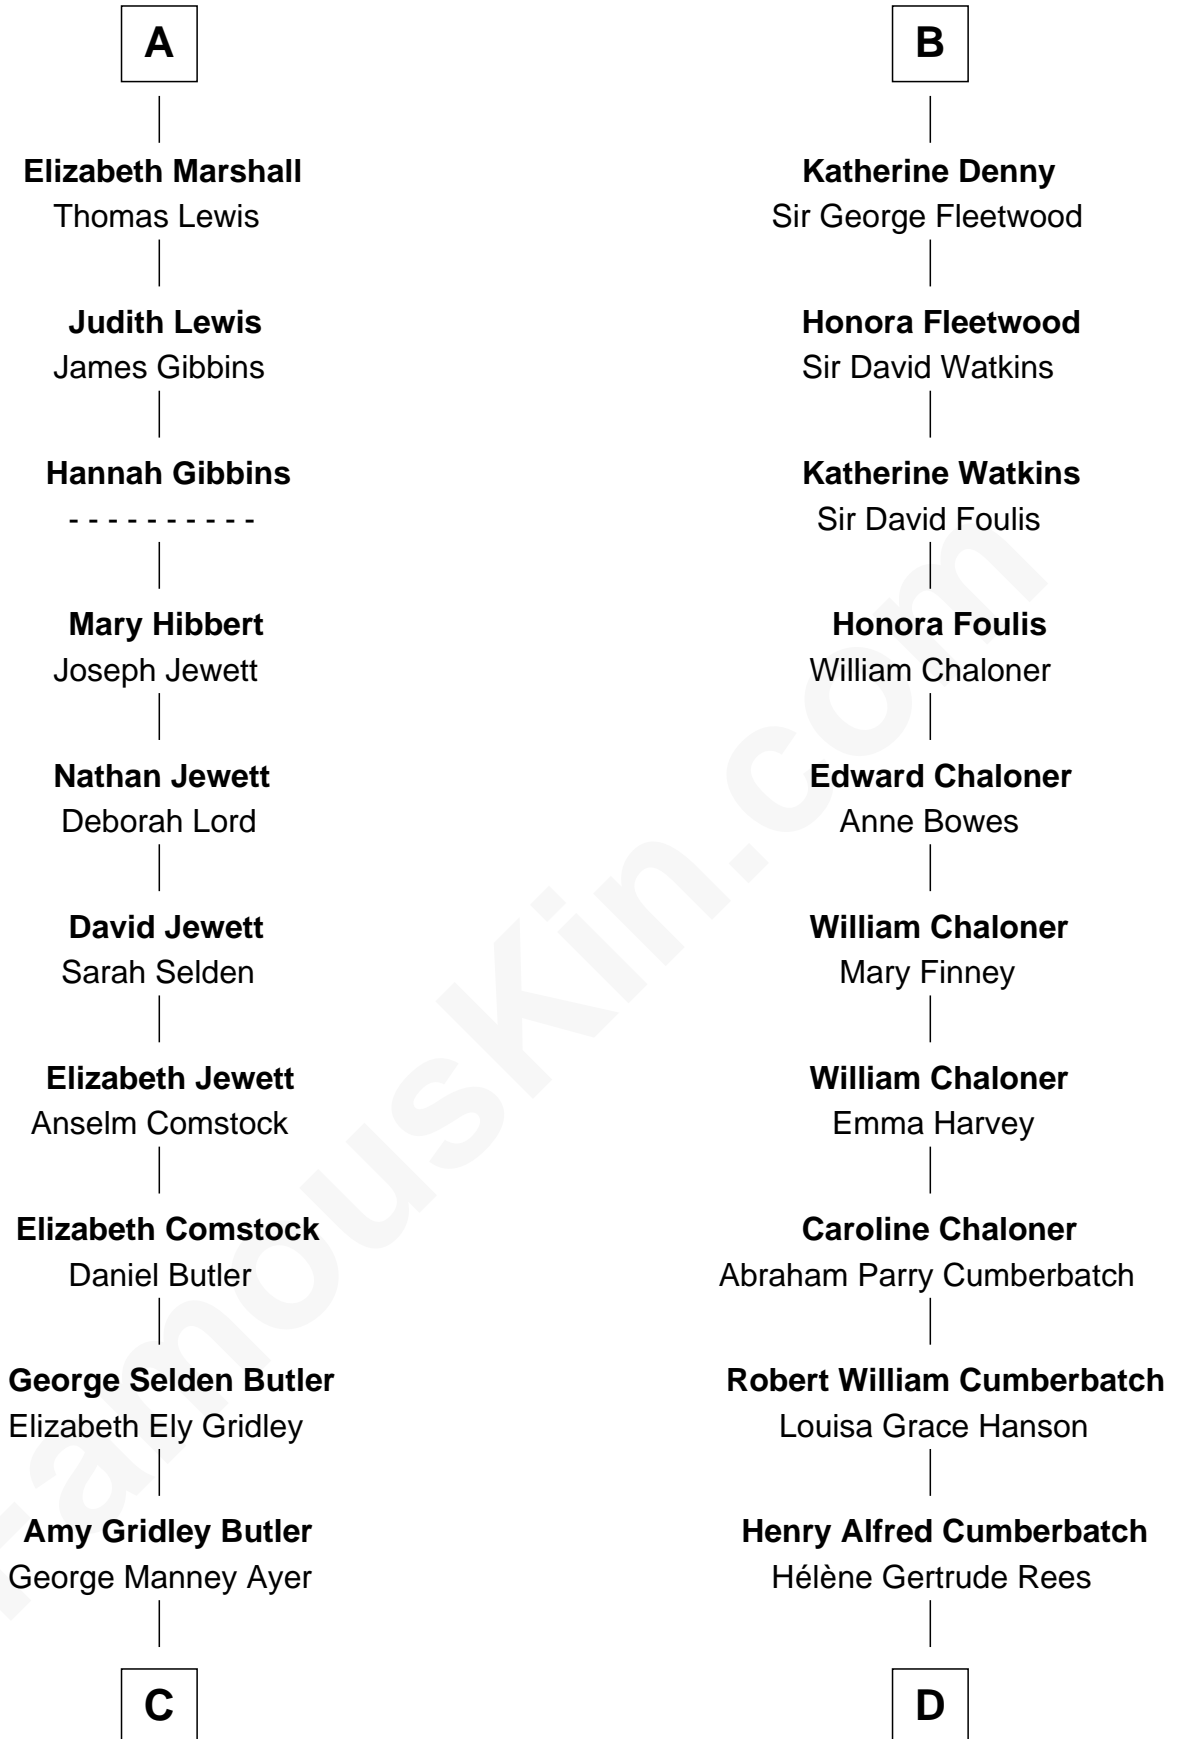 A
Elizabeth Marshall
Thomas Lewis
Judith Lewis
James Gibbins
Hannah Gibbins
- - - - - - - - - -
Mary Hibbert
Joseph Jewett
Nathan Jewett
Deborah Lord
David Jewett
Sarah Selden
Elizabeth Jewett
Anselm Comstock
Elizabeth Comstock
Daniel Butler
George Selden Butler
Elizabeth Ely Gridley
Amy Gridley Butler
George Manney Ayer
C
B
Katherine Denny
Sir George Fleetwood
Honora Fleetwood
Sir David Watkins
Katherine Watkins
Sir David Foulis
Honora Foulis
William Chaloner
Edward Chaloner
Anne Bowes
William Chaloner
Mary Finney
William Chaloner
Emma Harvey
Caroline Chaloner
Abraham Parry Cumberbatch
Robert William Cumberbatch
Louisa Grace Hanson
Henry Alfred Cumberbatch
Hélène Gertrude Rees
D
FamousKin.com